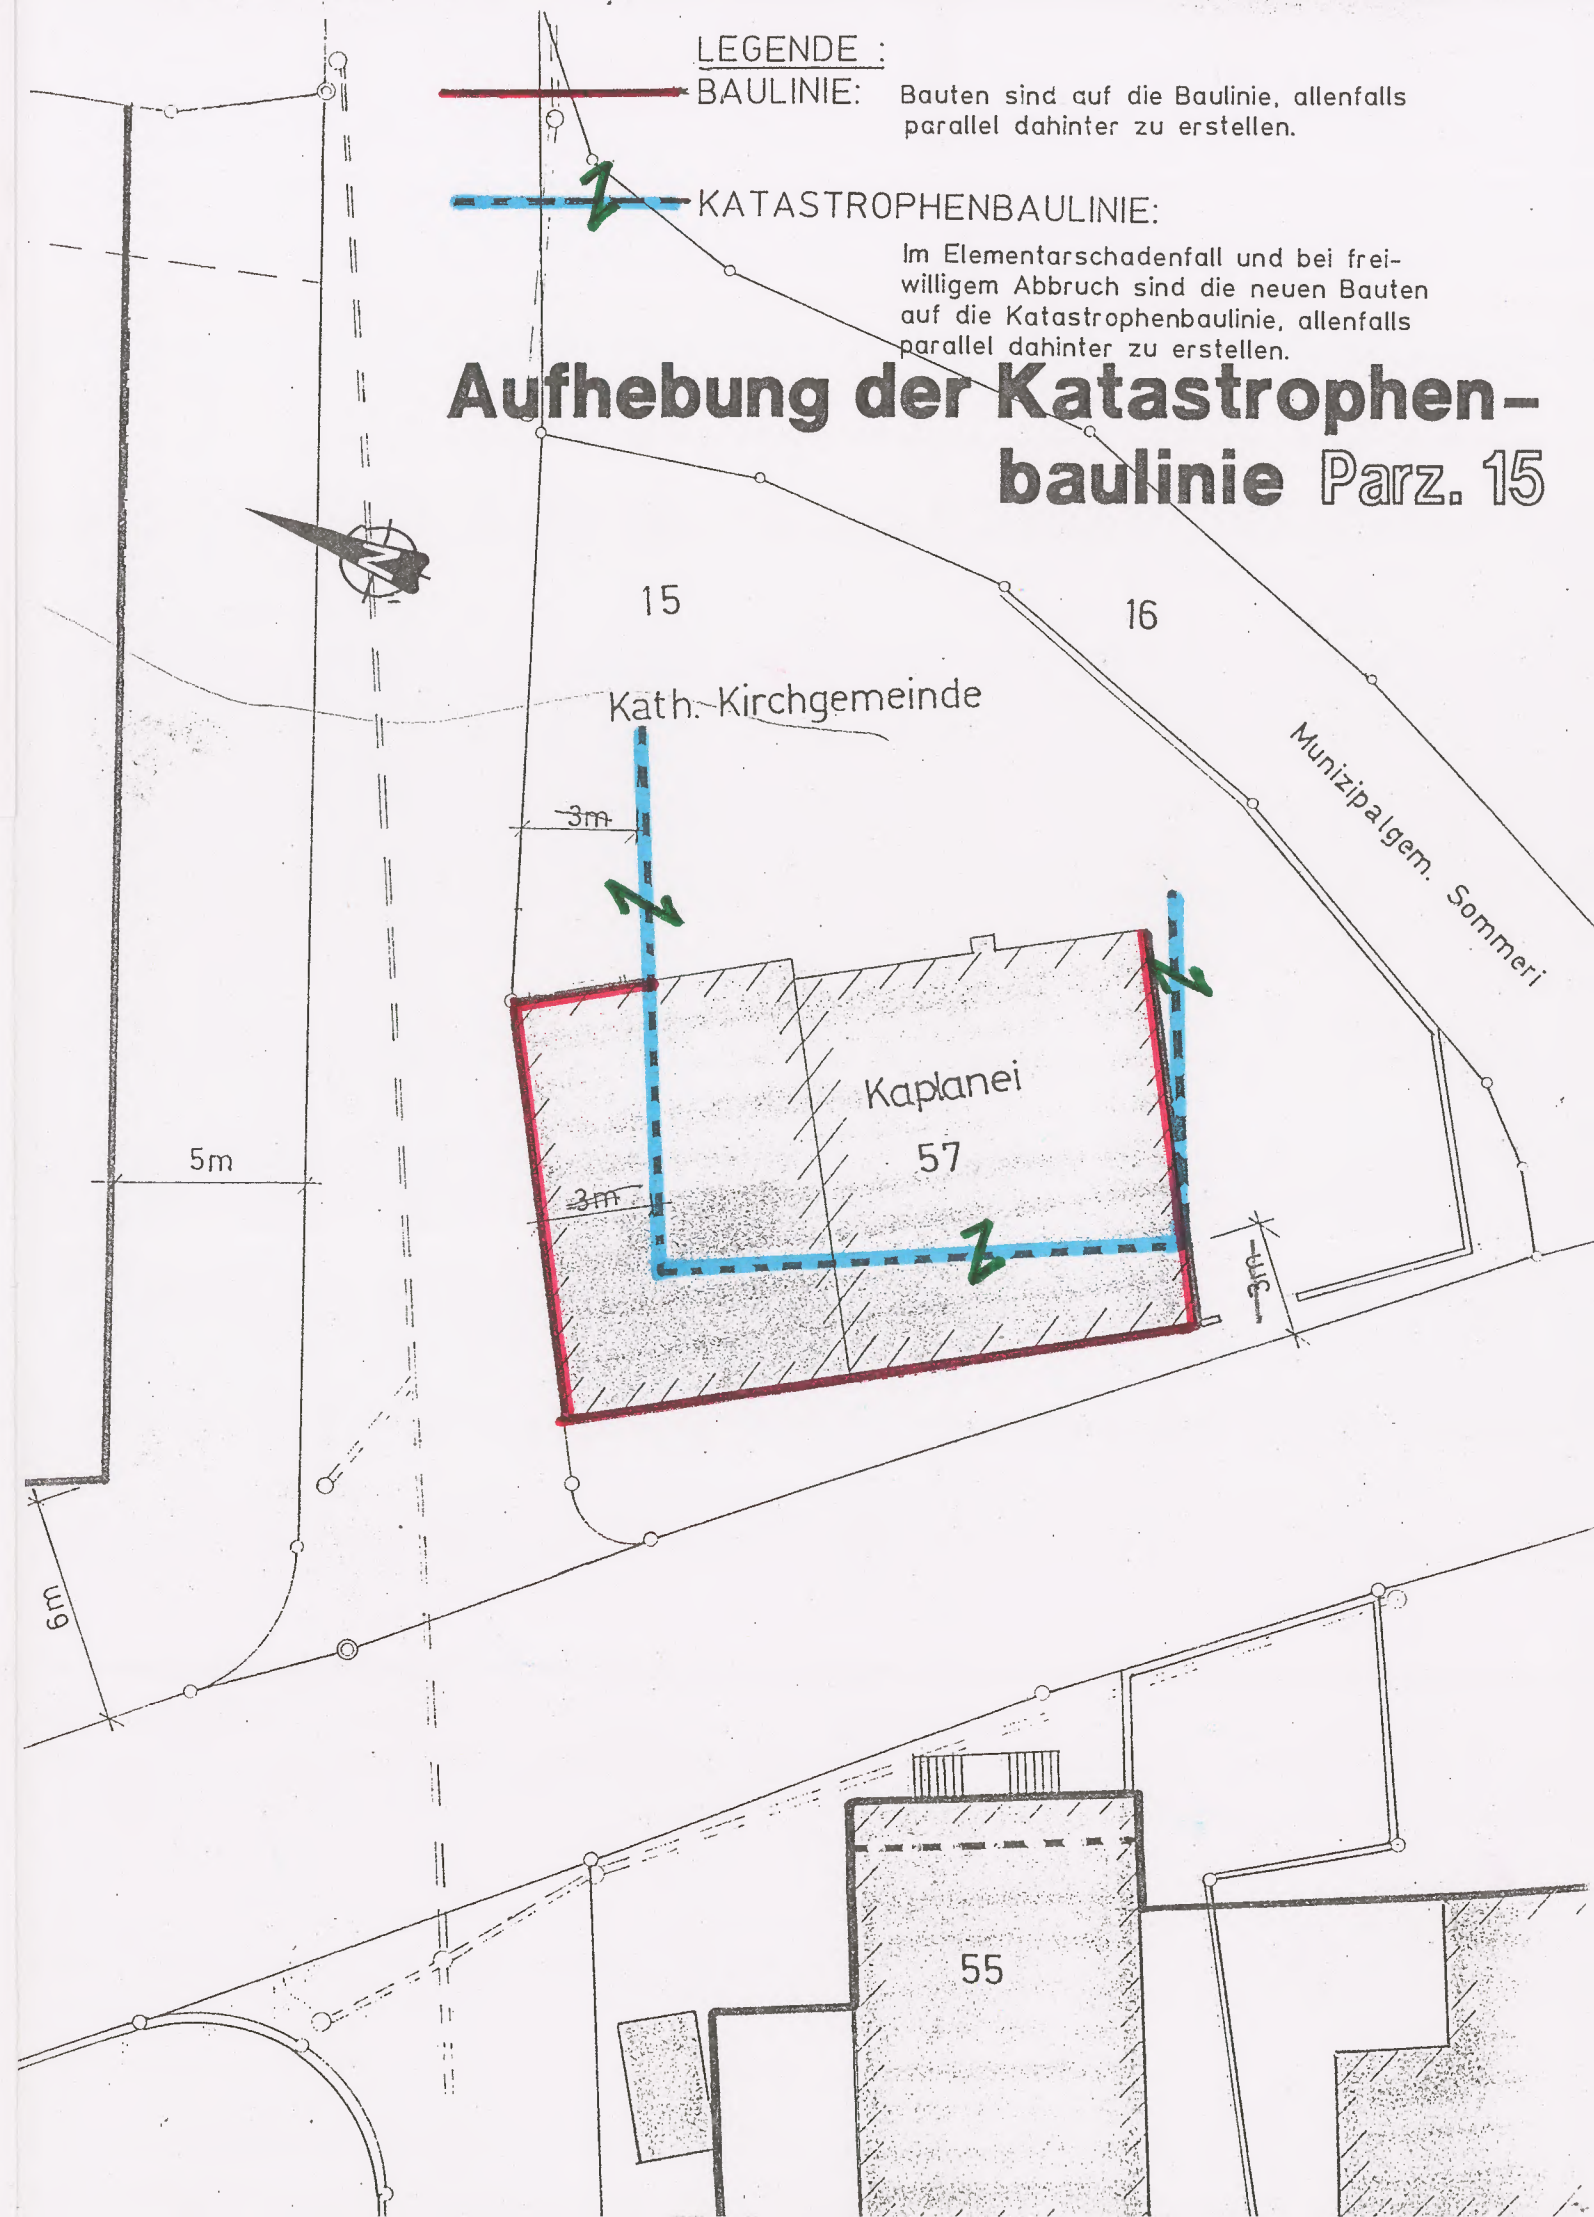 LEGENDE :
BAULINIE:
Bauten sind auf die Baulinie, allenfalls
parallel dahinter zu erstellen.
KATASTROPHENBAULINIE:
Im Elementarschadenfall und bei frei-
willigem Abbruch sind die neuen Bauten
auf die Katastrophenbaulinie, allenfalls
parallel dahinter zu erstellen.
Aufhebung der Katastrophen-
baulinie Parz. 15
N
15
16
Kath. Kirchgemeinde
Munizipalgem. Sommeri
3m
Kaplanei
57
5m
3m
3m
6m
55